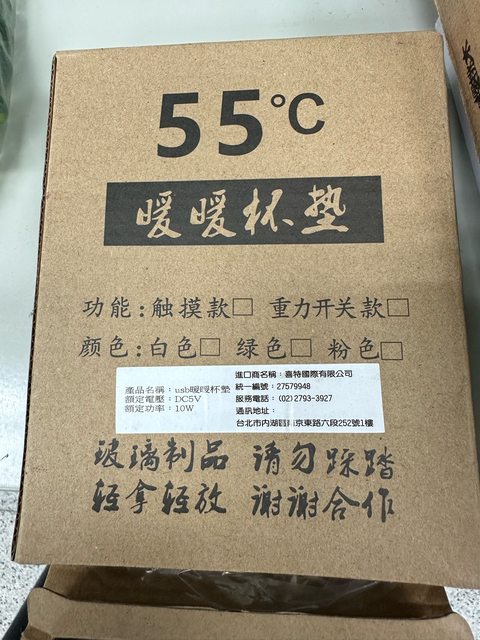 55℃
暖暖杯垫
功能:触摸款□ 重力开关款□
颜色:白色□ 绿色□ 粉色□
產品名稱:usb暖暖杯墊
額定電壓:DC5V
額定功率:10W
進口商名稱:喜特國際有限公司
統一編號:27579948
服務電話:(02)2793-3927
通訊地址:
台北市內湖區南京東路六段252號1樓
玻璃制品 请勿踩踏
轻拿轻放 谢谢合作